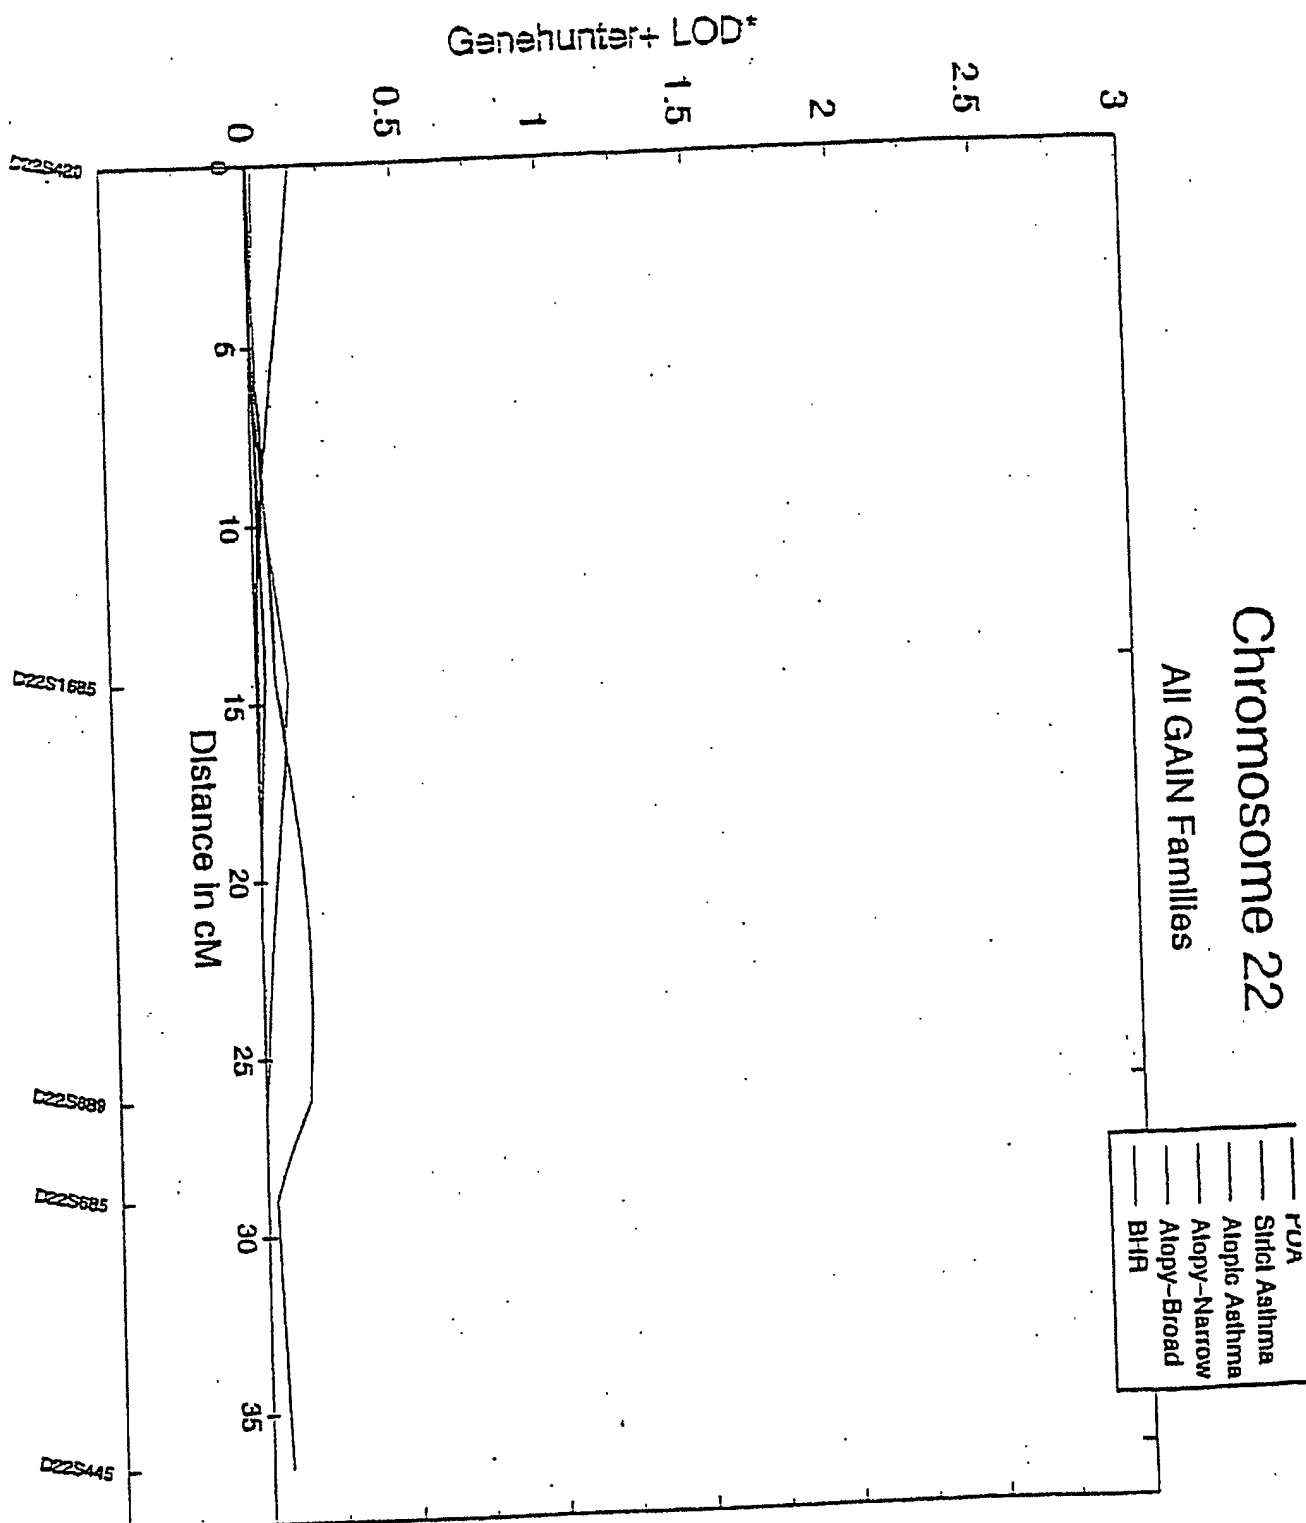 Chromosome 22
All GAIN Families
Strict Asthma
Atopic Asthma
Atopy-Narrow
Atopy-Broad
BHR
Genehunter+ LOD*
3
2.5
2
1.5
1
0.5
0
0
5
10
15
20
25
30
35
Distance in cM
D22S420
D22S1685
D22S689
D22S685
D22S445